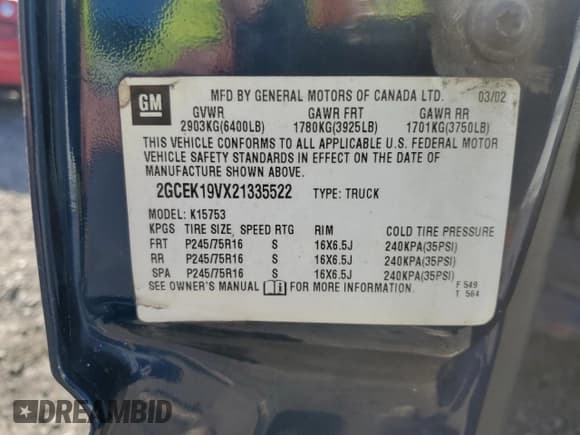 GM
MFD BY GENERAL MOTORS OF CANADA LTD. 03/02
GVWR GAWR FRT GAWR RR
2903KG(6400LB) 1780KG(3925LB) 1701KG(3750LB)
THIS VEHICLE CONFORMS TO ALL APPLICABLE U.S. FEDERAL MOTOR
VEHICLE SAFETY STANDARDS IN EFFECT ON THE DATE OF
MANUFACTURE SHOWN ABOVE.
2GCEK19VX21335522 TYPE: TRUCK
MODEL: K15753
KPGS TIRE SIZE, SPEED RTG RIM COLD TIRE PRESSURE
FRT P245/75R16 S 16X6.5J 240KPA(35PSI)
RR P245/75R16 S 16X6.5J 240KPA(35PSI)
SPA P245/75R16 S 16X6.5J 240KPA(35PSI)
SEE OWNER'S MANUAL FOR MORE INFORMATION.
F 549
T 564
DREAMBID